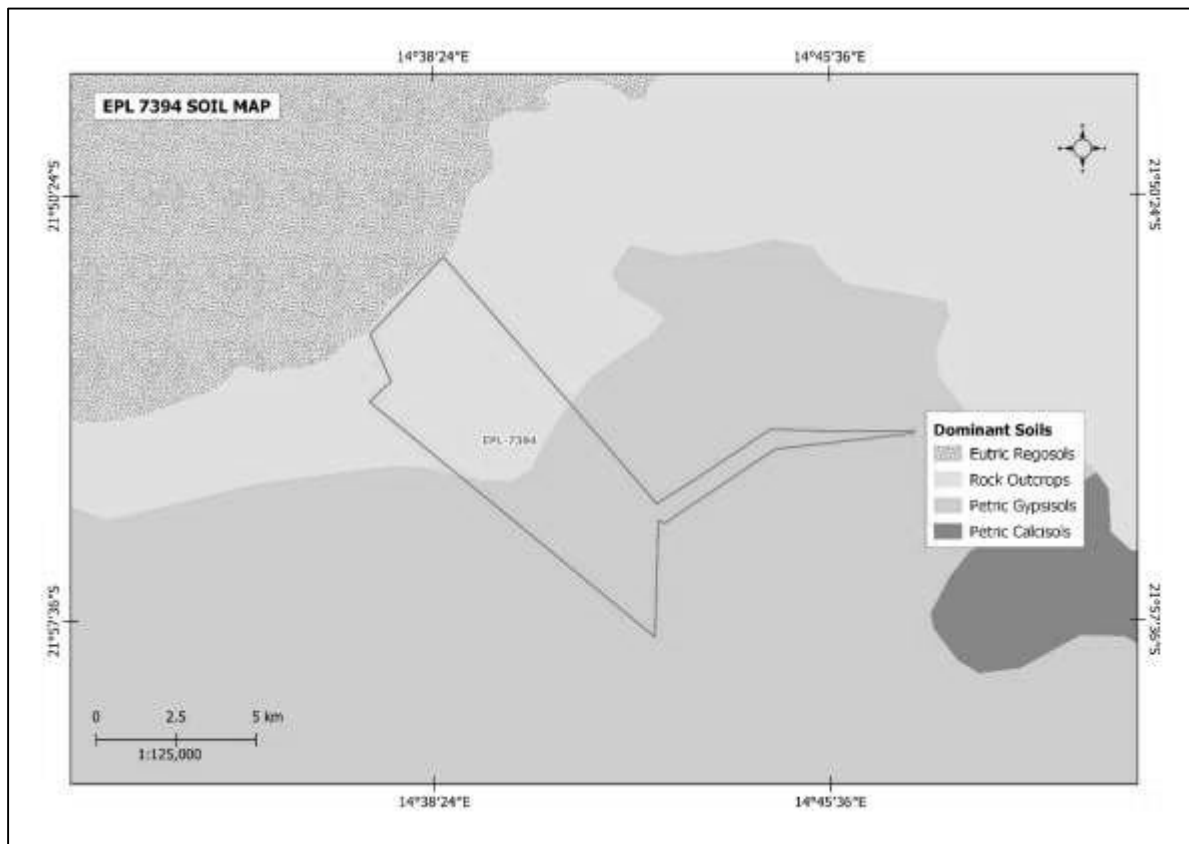 14°38'24"E
14°45'36"E
EPL 7394 SOIL MAP
21°50'24"S
21°50'24"S
EPL-7394
Dominant Soils
Eutric Regosols
Rock Outcrops
Petric Gypsisols
Petric Calcisols
21°57'36"S
21°57'36"S
0 2.5 5 km
1:125,000
14°38'24"E
14°45'36"E